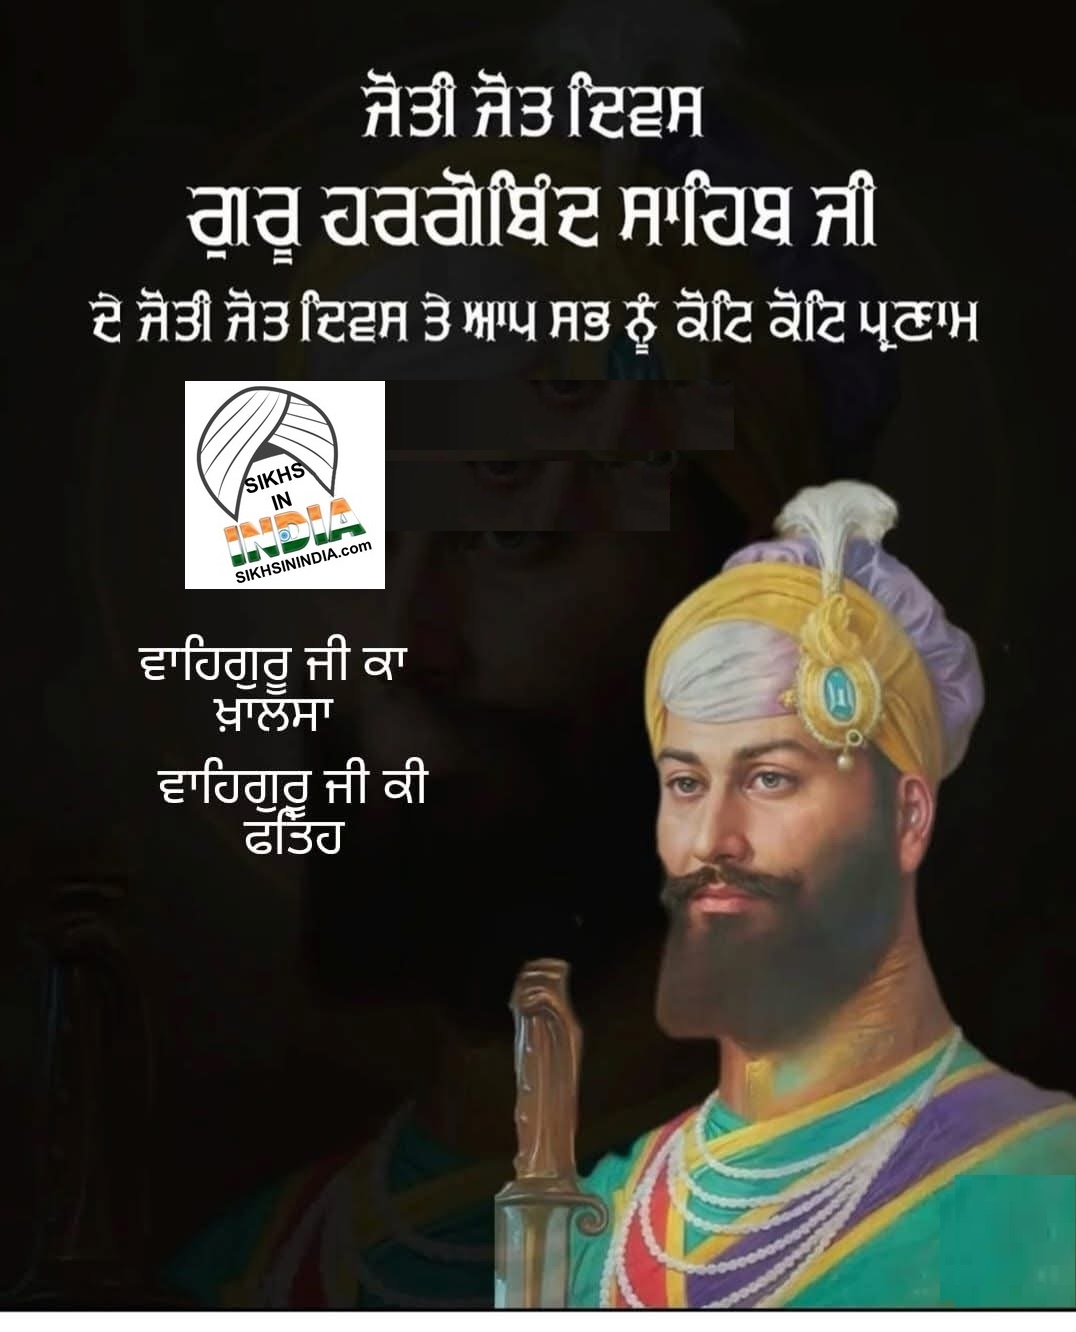 ਜੋਤੀ ਜੋਤ ਦਿਵਸ
ਗੁਰੂ ਹਰਗੋਬਿੰਦ ਸਾਹਿਬ ਜੀ
ਦੇ ਜੋਤੀ ਜੋਤ ਦਿਵਸ ਤੇ ਆਪ ਸਭ ਨੂੰ ਕੋਟਿ ਕੋਟਿ ਪ੍ਰਣਾਮ
SIKHS
IN
INDIA
SIKHSININDIA.com
ਵਾਹਿਗੁਰੂ ਜੀ ਕਾ
ਖ਼ਾਲਸਾ
ਵਾਹਿਗੁਰੂ ਜੀ ਕੀ
ਫਤਿਹ